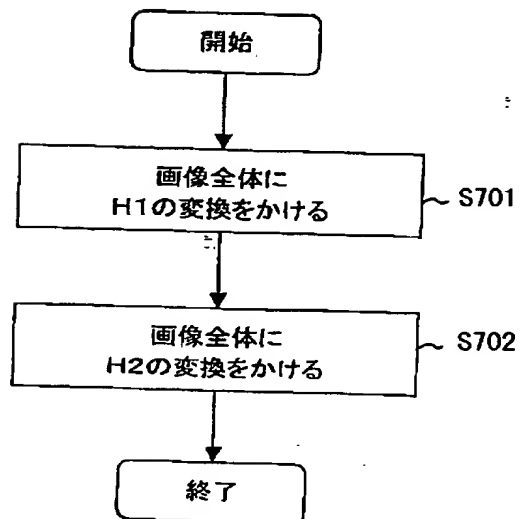 開始
画像全体に
H1の変換をかける
S701
画像全体に
H2の変換をかける
S702
終了